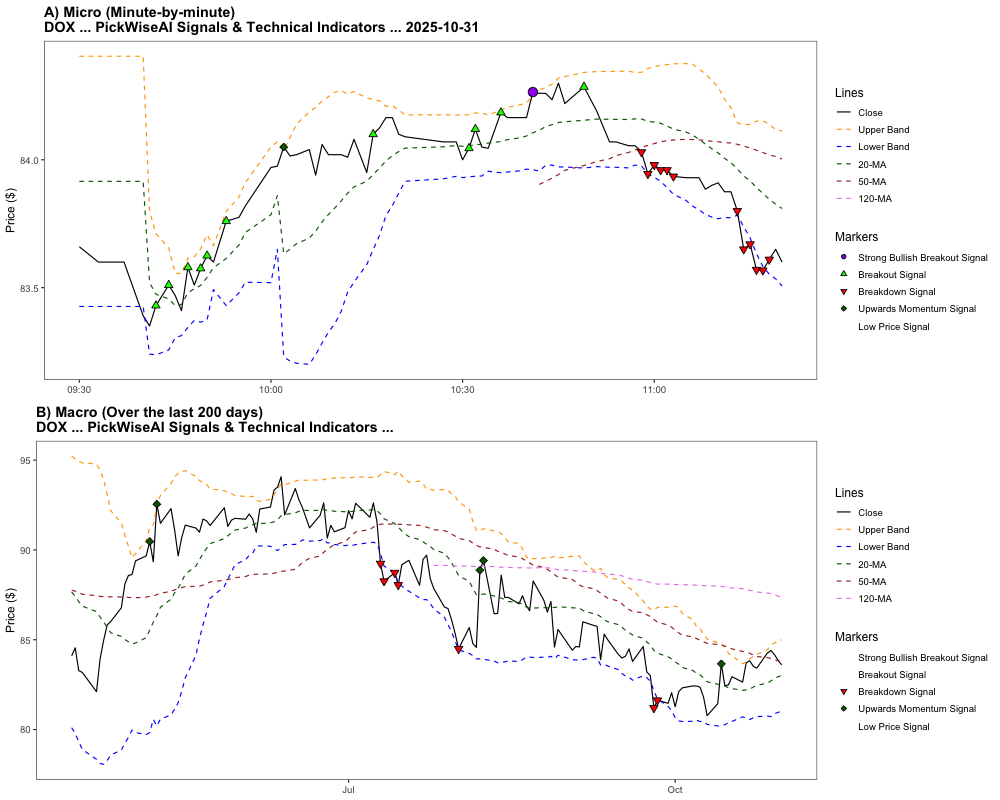 A) Micro (Minute-by-minute)
DOX ... PickWiseAI Signals & Technical Indicators ... 2025-10-31
Price ($)
84.0
83.5
09:30
10:00
10:30
11:00
Lines
Close
Upper Band
Lower Band
20-MA
50-MA
120-MA
Markers
Strong Bullish Breakout Signal
Breakout Signal
Breakdown Signal
Upwards Momentum Signal
Low Price Signal
B) Macro (Over the last 200 days)
DOX ... PickWiseAI Signals & Technical Indicators ...
Price ($)
95
90
85
80
Jul
Oct
Lines
Close
Upper Band
Lower Band
20-MA
50-MA
120-MA
Markers
Strong Bullish Breakout Signal
Breakout Signal
Breakdown Signal
Upwards Momentum Signal
Low Price Signal